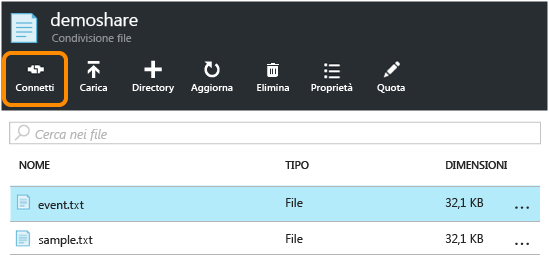 demoshare
Condivisione file
Connetti Carica Directory Aggiorna Elimina Proprietà Quota
Cerca nei file
NOME TIPO DIMENSIONI
event.txt File 32,1 KB ...
sample.txt File 32,1 KB ...